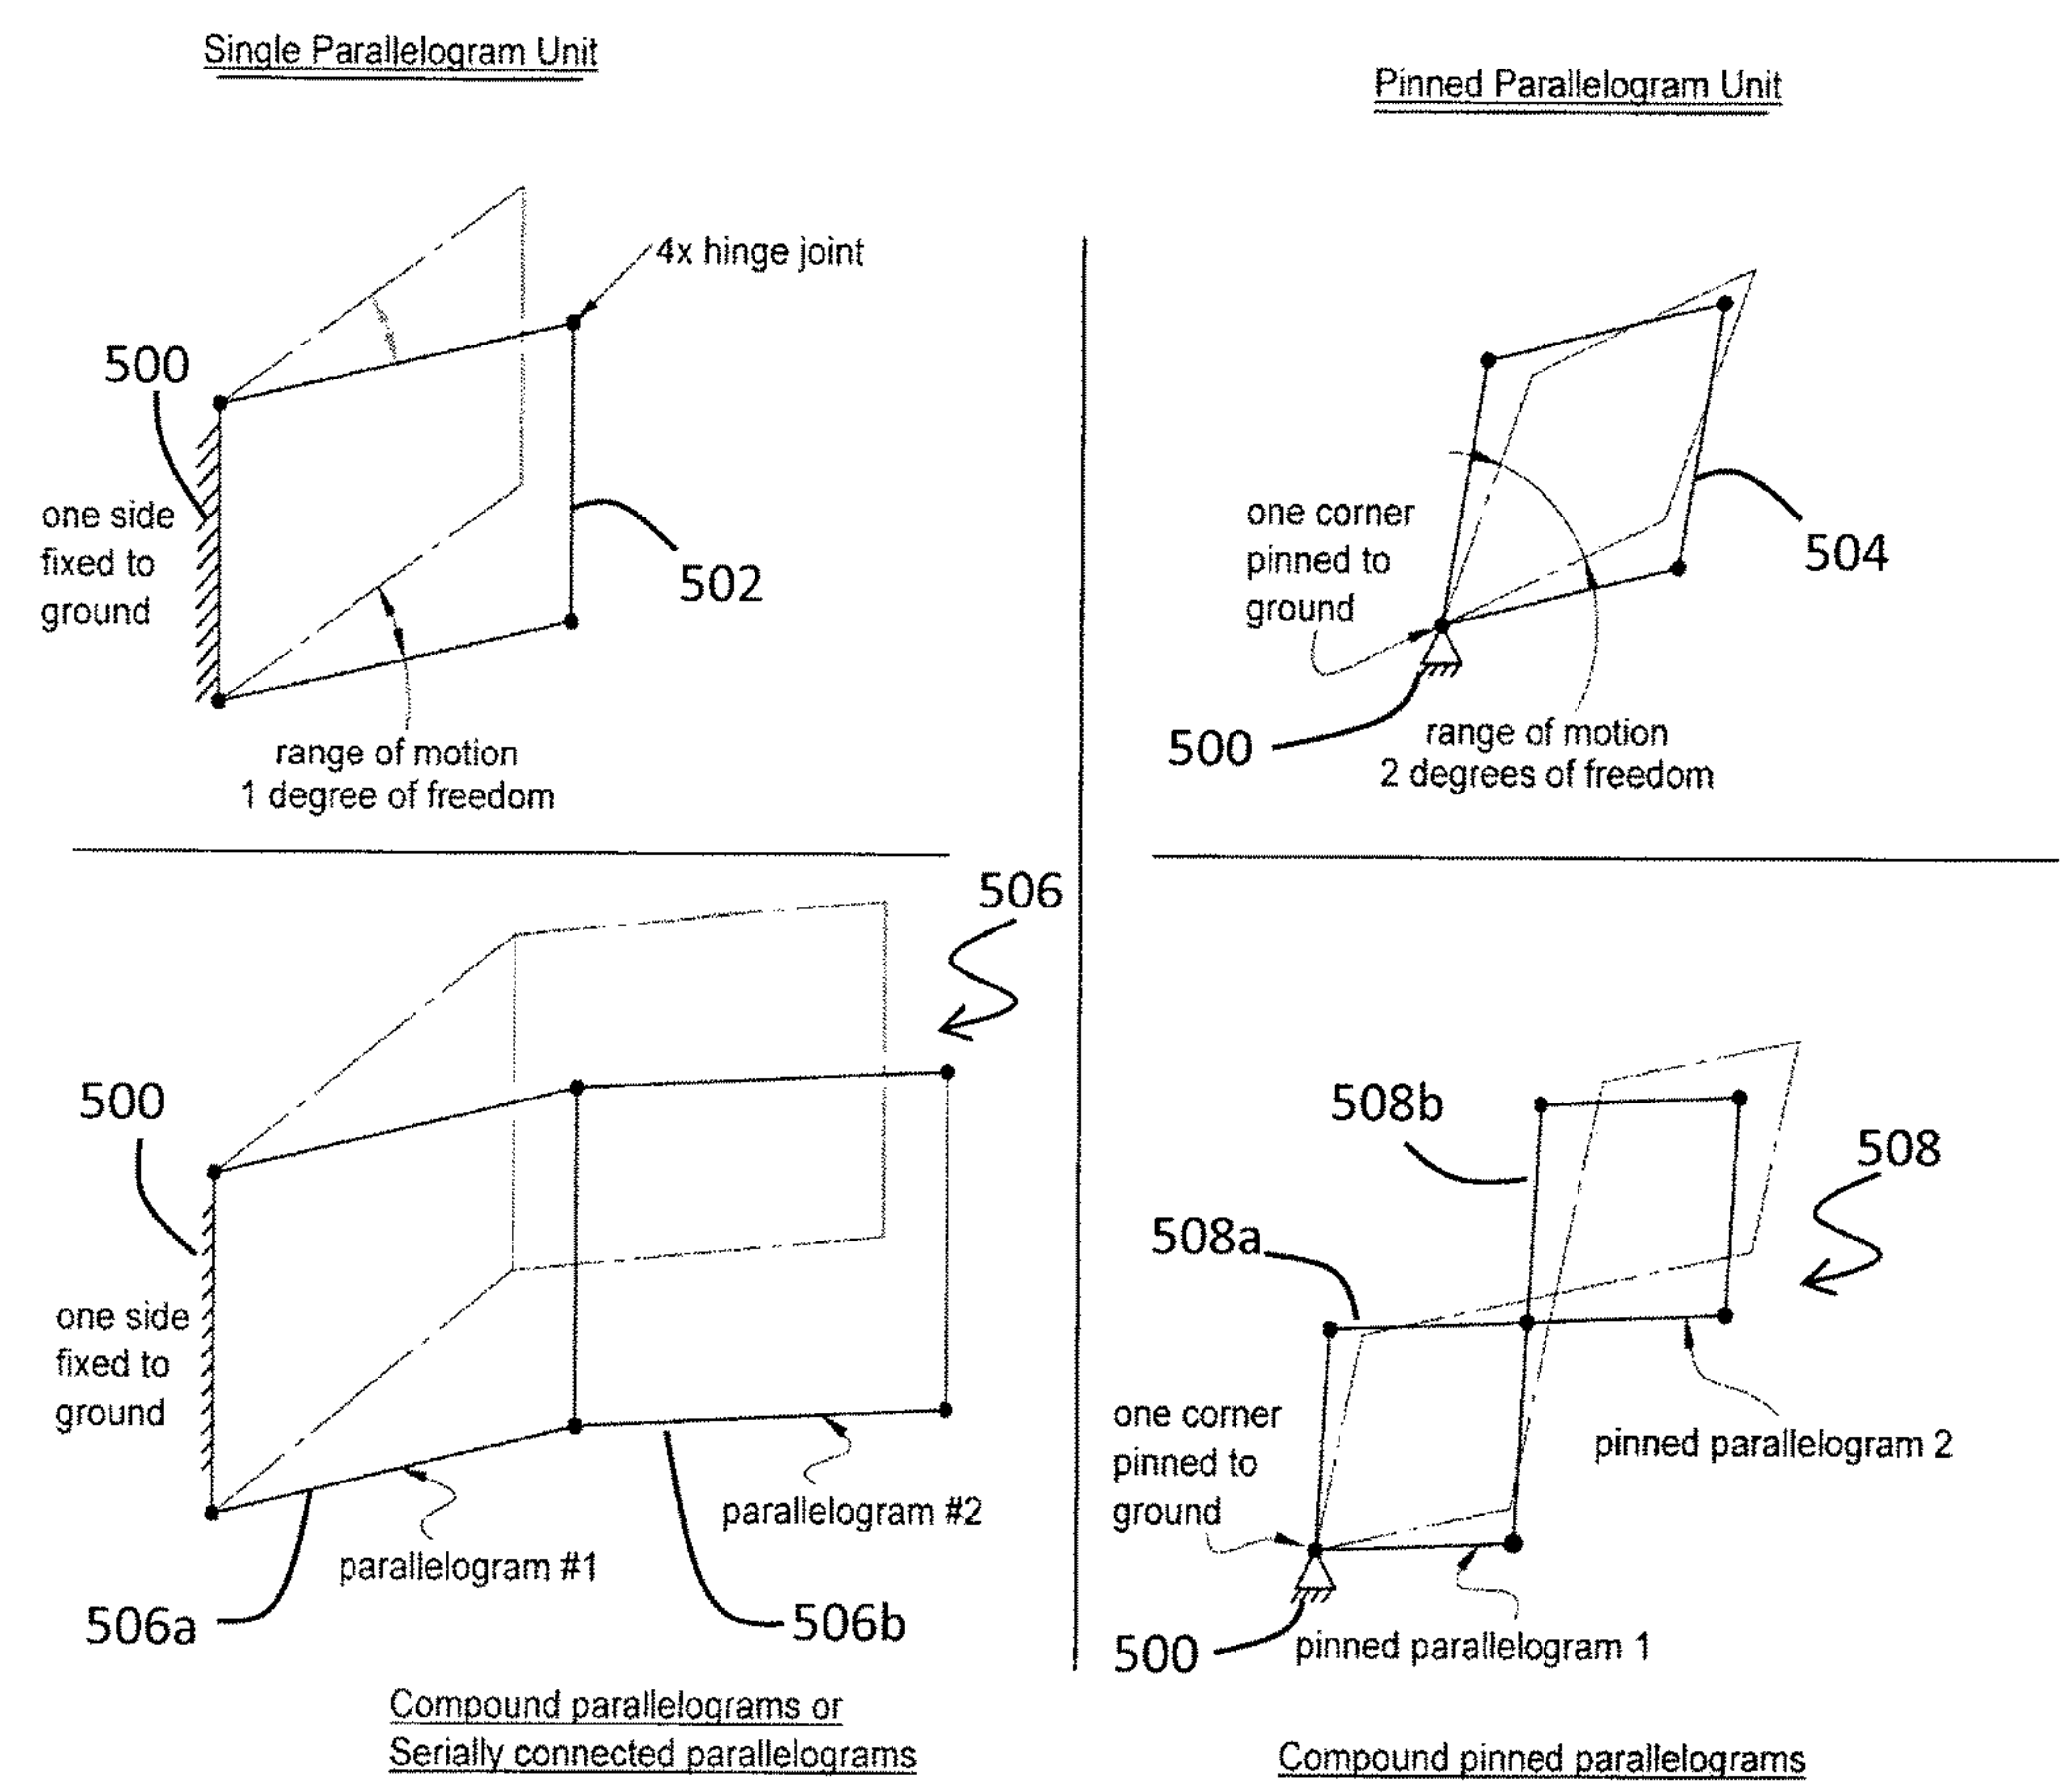 Single Parallelogram Unit
4x hinge joint
500
one side
fixed to
ground
502
range of motion
1 degree of freedom
Pinned Parallelogram Unit
one corner
pinned to
ground
504
500
range of motion
2 degrees of freedom
506
500
one side
fixed to
ground
parallelogram #2
parallelogram #1
506a
506b
Compound parallelograms or
Serially connected parallelograms
508b
508
508a
one corner
pinned to
ground
pinned parallelogram 2
500
pinned parallelogram 1
Compound pinned parallelograms